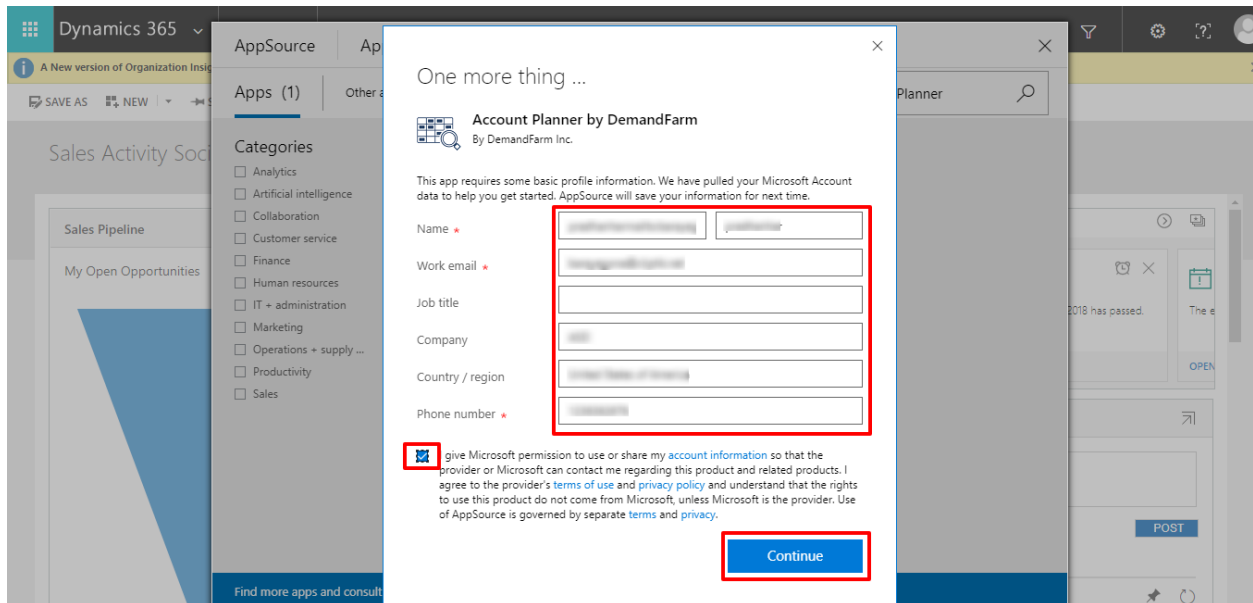 Dynamics 365
A New version of Organization Insig
SAVE AS NEW
Sales Activity Soci
Sales Pipeline
My Open Opportunities
AppSource Ap
Apps (1) Other a
Planner
Categories
Analytics
Artificial intelligence
Collaboration
Customer service
Finance
Human resources
IT + administration
Marketing
Operations + supply ...
Productivity
Sales
Find more apps and consult
One more thing ...
Account Planner by DemandFarm
By DemandFarm Inc.
This app requires some basic profile information. We have pulled your Microsoft Account
data to help you get started. AppSource will save your information for next time.
Name *
Work email *
Job title
Company
Country / region
Phone number *
give Microsoft permission to use or share my account information so that the
provider or Microsoft can contact me regarding this product and related products. I
agree to the provider's terms of use and privacy policy and understand that the rights
to use this product do not come from Microsoft, unless Microsoft is the provider. Use
of AppSource is governed by separate terms and privacy.
Continue
2018 has passed.
The e
OPEN
POST